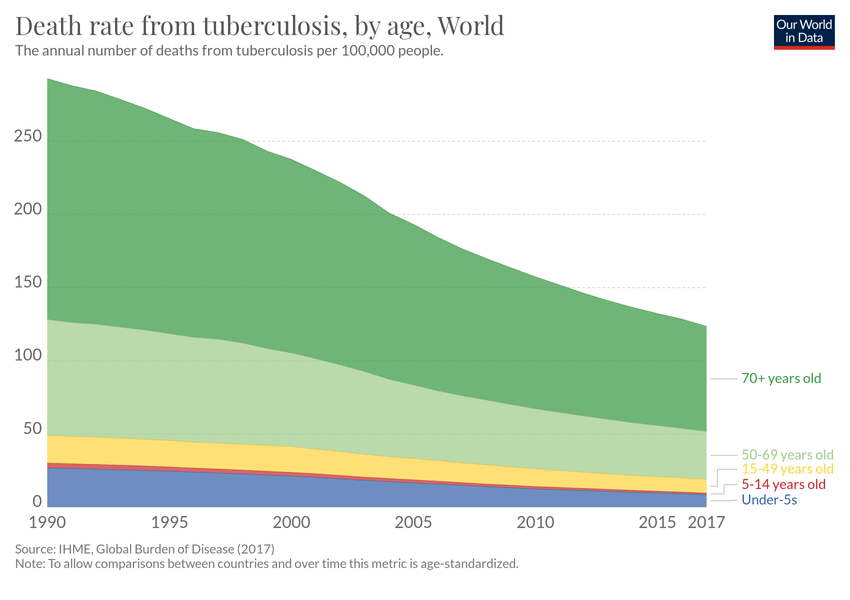 Death rate from tuberculosis, by age, World
The annual number of deaths from tuberculosis per 100,000 people.
Our World
in Data
250
200
150
100
50
0
70+ years old
50-69 years old
15-49 years old
5-14 years old
Under-5s
1990
1995
2000
2005
2010
2015
2017
Source: IHME, Global Burden of Disease (2017)
Note: To allow comparisons between countries and over time this metric is age-standardized.